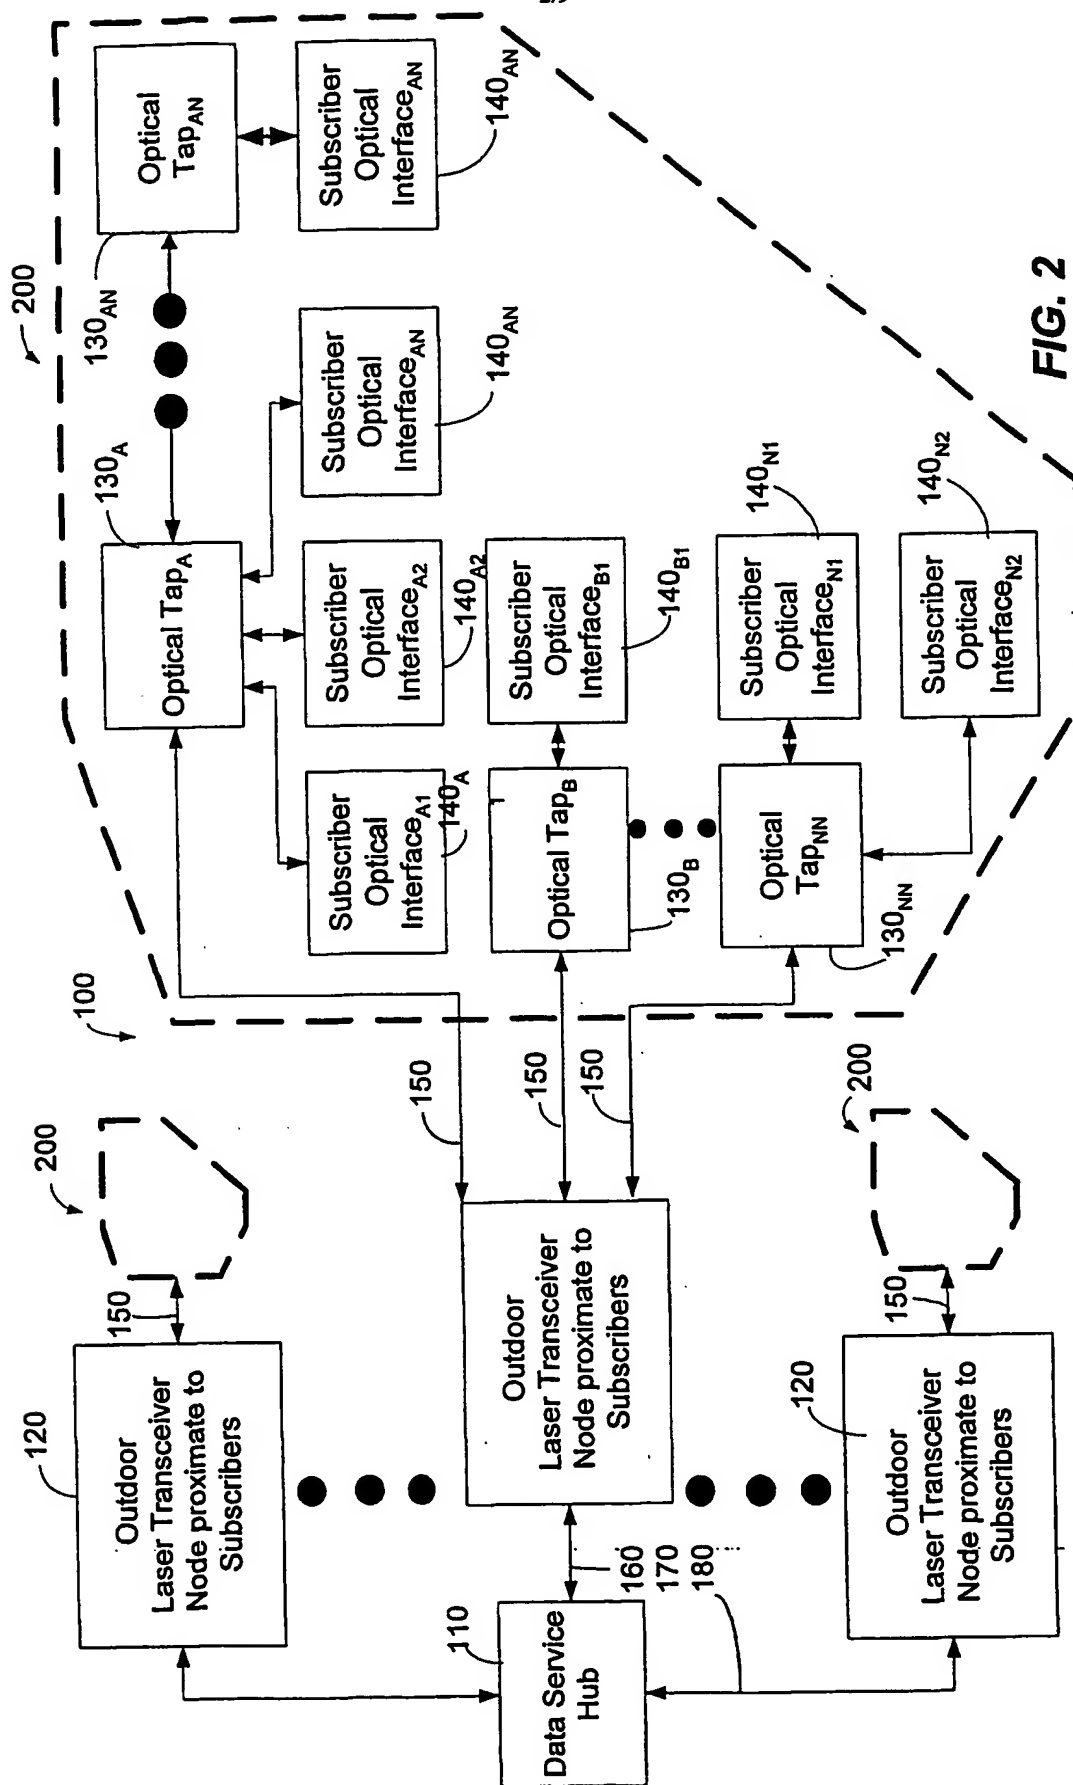 200
Optical
Tap_AN
130_AN
Subscriber
Optical
Interface_AN
140_AN
130_A
Optical Tap_A
Subscriber
Optical
Interface_AN
140_AN
Subscriber
Optical
Interface_A2
140_A2
Subscriber
Optical
Interface_A1
140_A
Subscriber
Optical
Interface_B1
140_B1
Optical Tap_B
130_B
Subscriber
Optical
Interface_N1
140_N1
Optical
Tap_NN
130_NN
Subscriber
Optical
Interface_N2
140_N2
100
150
150
150
200
150
120
Outdoor
Laser Transceiver
Node proximate to
Subscribers
Outdoor
Laser Transceiver
Node proximate to
Subscribers
200
150
120
Outdoor
Laser Transceiver
Node proximate to
Subscribers
160
170
180
110
Data Service
Hub
FIG. 2